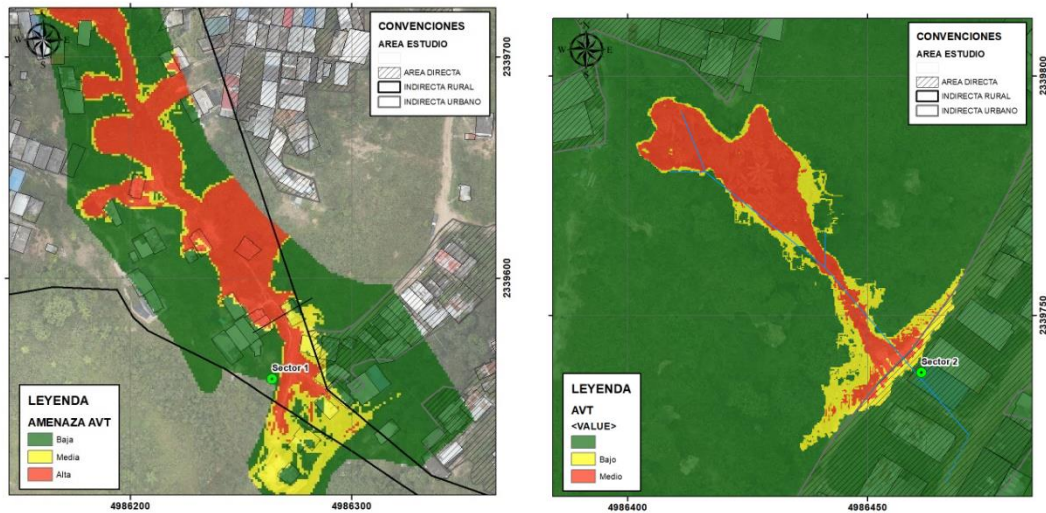 CONVENCIONES
AREA ESTUDIO
AREA DIRECTA
INDIRECTA RURAL
INDIRECTA URBANO
N
W
E
S
2339700
2339600
Sector 1
LEYENDA
AMENAZA AVT
Baja
Media
Alta
4986200
4986300
CONVENCIONES
AREA ESTUDIO
AREA DIRECTA
INDIRECTA RURAL
INDIRECTA URBANO
N
W
E
S
2339800
2339750
Sector 2
LEYENDA
AVT
<VALUE>
Bajo
Medio
4986400
4986450